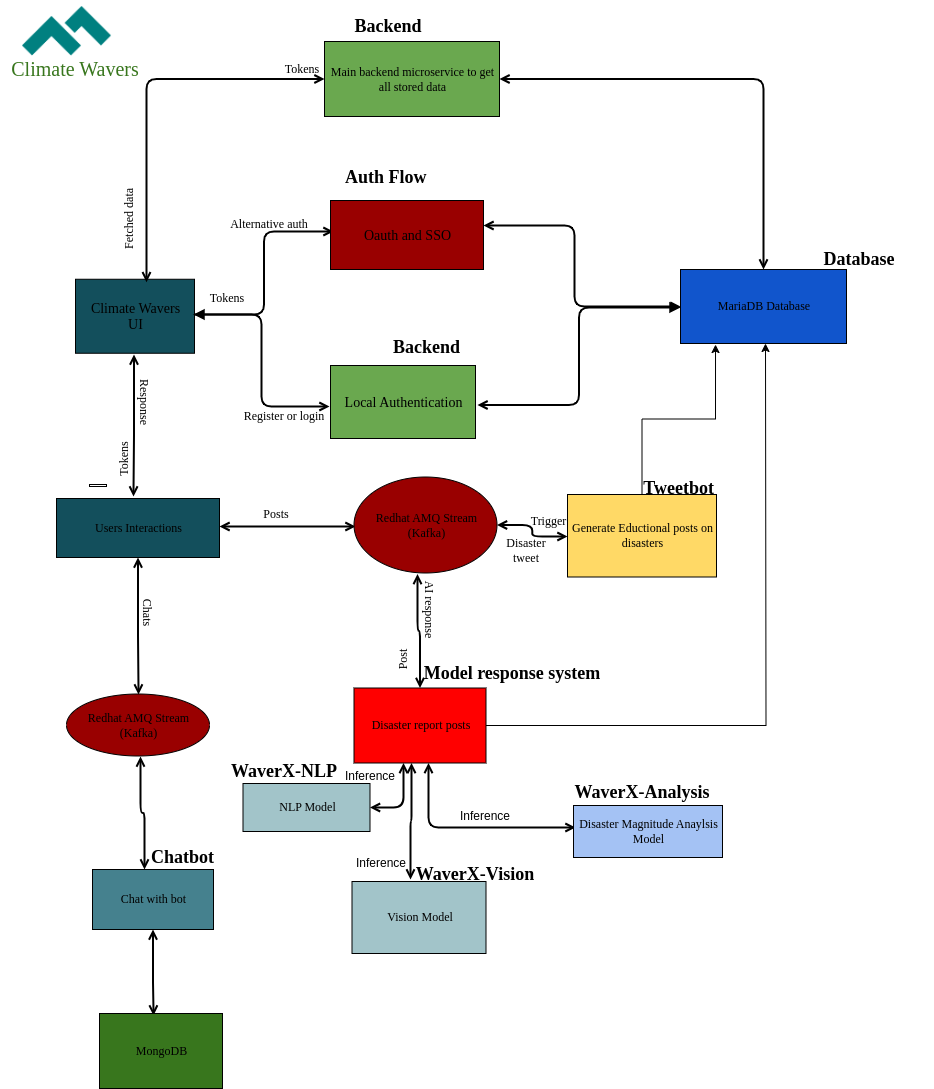 Backend
Climate Wavers
Tokens
Main backend microservice to get
all stored data
Fetched data
Auth Flow
Alternative auth
Oauth and SSO
Database
Tokens
Climate Wavers
UI
MariaDB Database
Backend
Response
Local Authentication
Register or login
Tokens
Tweetbot
Users Interactions
Posts
Redhat AMQ Stream
(Kafka)
Trigger
Disaster
tweet
Generate Eductional posts on
disasters
Chats
AI response
Post
Model response system
Redhat AMQ Stream
(Kafka)
Disaster report posts
WaverX-NLP
Inference
NLP Model
WaverX-Analysis
Inference
Disaster Magnitude Anaylsis
Model
Chatbot
Inference
WaverX-Vision
Chat with bot
Vision Model
MongoDB